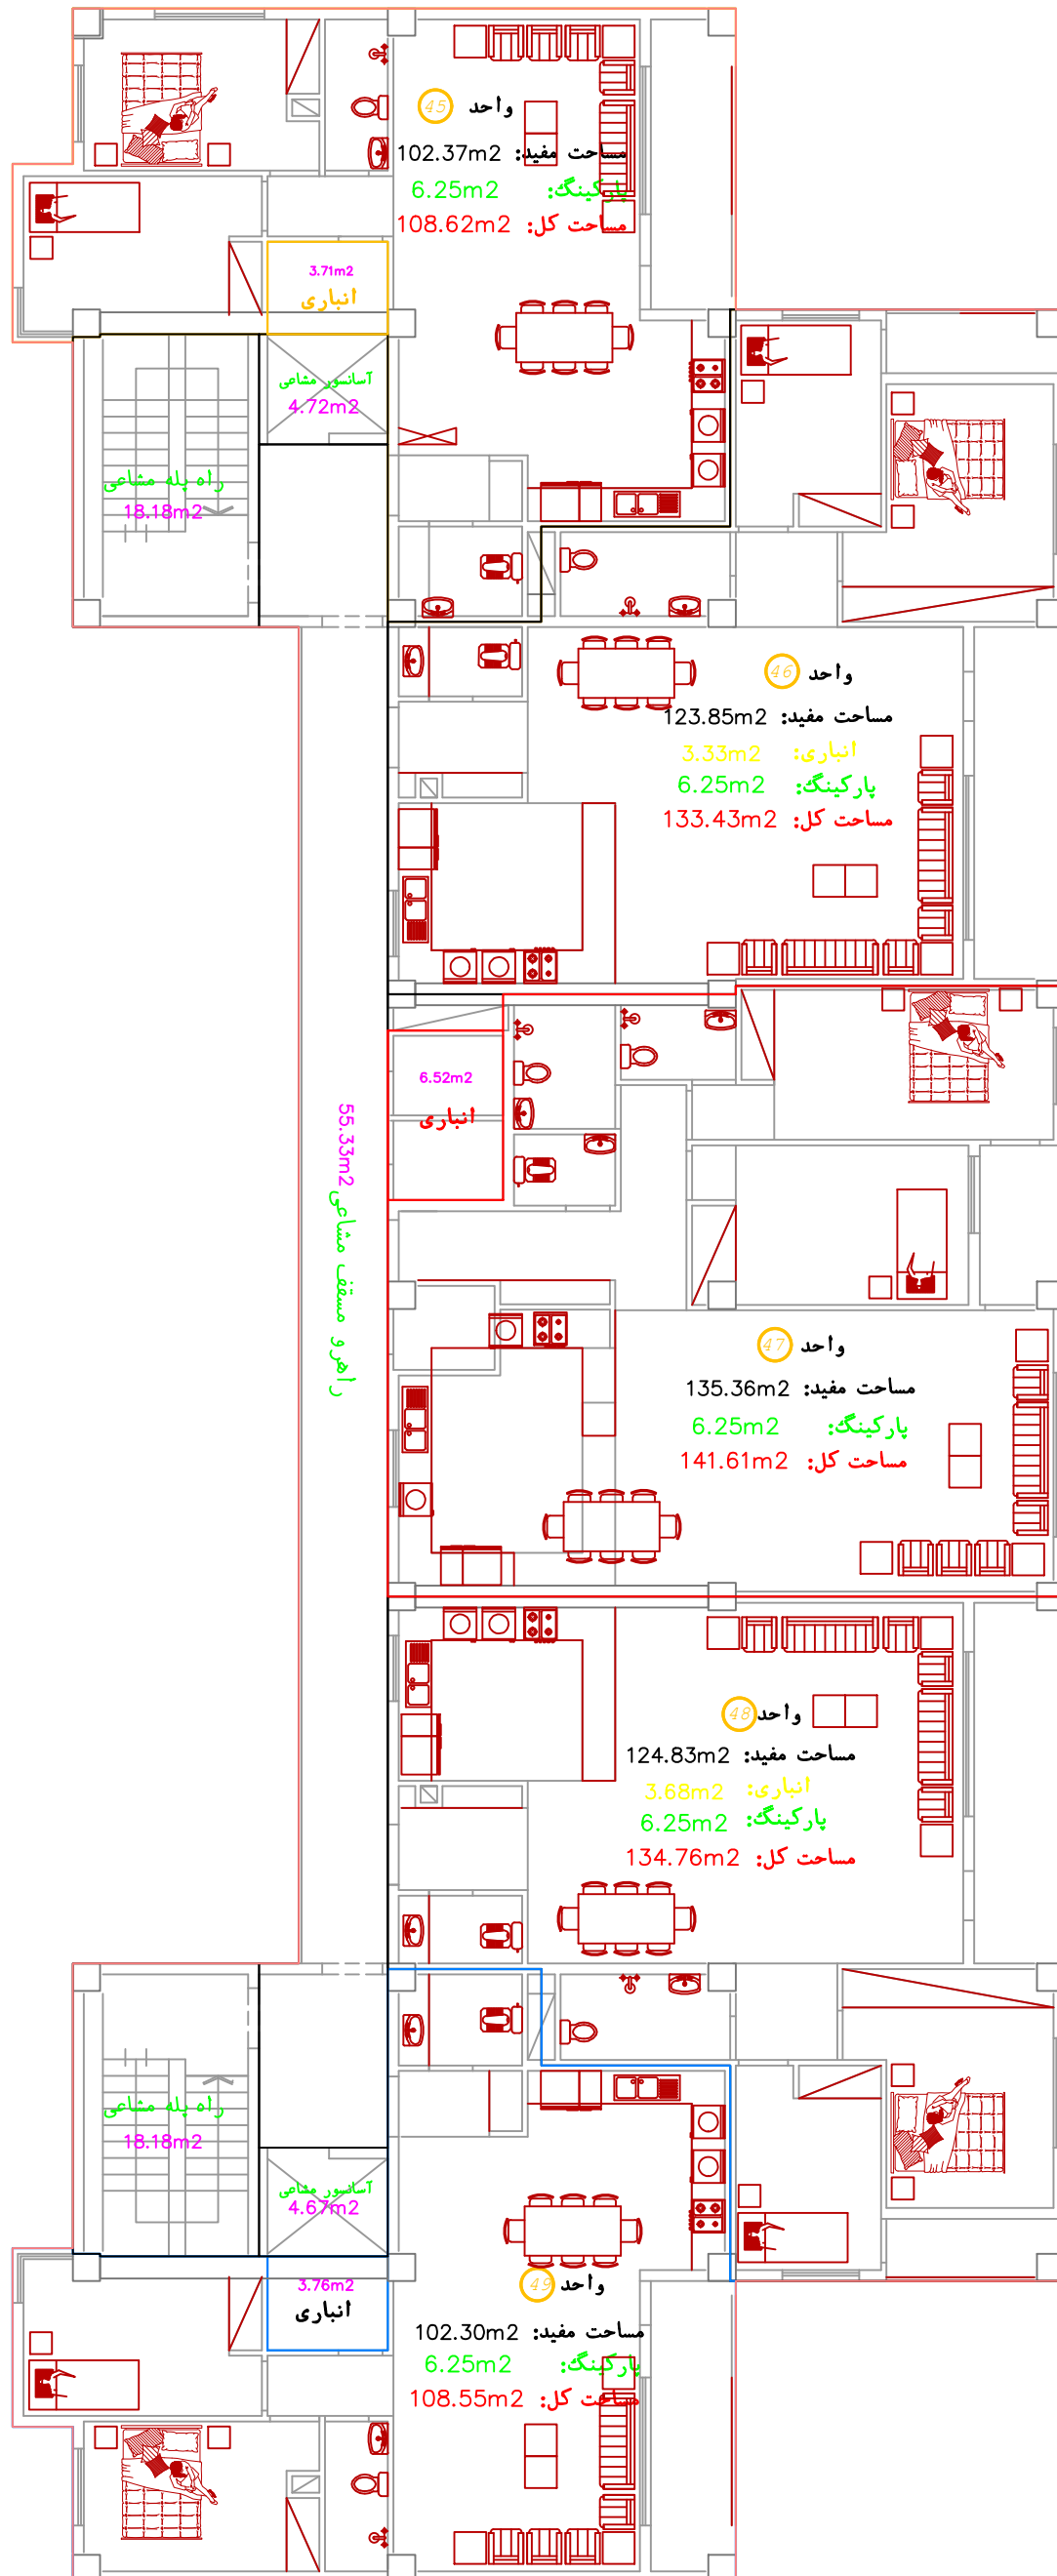 واحد 45
مساحت مفید: 102.37m2
پارکینگ: 6.25m2
مساحت کل: 108.62m2
3.71m2
انباری
آسانسور مشاعی
4.72m2
راه پله مشاعی
18.18m2
واحد 46
مساحت مفید: 123.85m2
انباری: 3.33m2
پارکینگ: 6.25m2
مساحت کل: 133.43m2
6.52m2
انباری
راهرو مسقف مشاعی 55.33m2
واحد 47
مساحت مفید: 135.36m2
پارکینگ: 6.25m2
مساحت کل: 141.61m2
واحد 48
مساحت مفید: 124.83m2
انباری: 3.68m2
پارکینگ: 6.25m2
مساحت کل: 134.76m2
راه پله مشاعی
18.18m2
آسانسور مشاعی
4.67m2
3.76m2
انباری
واحد 49
مساحت مفید: 102.30m2
پارکینگ: 6.25m2
مساحت کل: 108.55m2